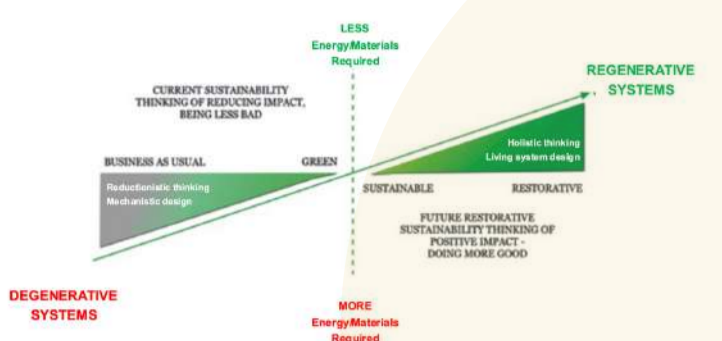 LESS
Energy/Materials
Required
REGENERATIVE
SYSTEMS
CURRENT SUSTAINABILITY
THINKING OF REDUCING IMPACT,
BEING LESS BAD
Holistic thinking
Living system design
BUSINESS AS USUAL
GREEN
Reductionistic thinking
Mechanistic design
SUSTAINABLE
RESTORATIVE
FUTURE RESTORATIVE
SUSTAINABILITY THINKING OF
POSITIVE IMPACT -
DOING MORE GOOD
DEGENERATIVE
SYSTEMS
MORE
Energy/Materials
Required